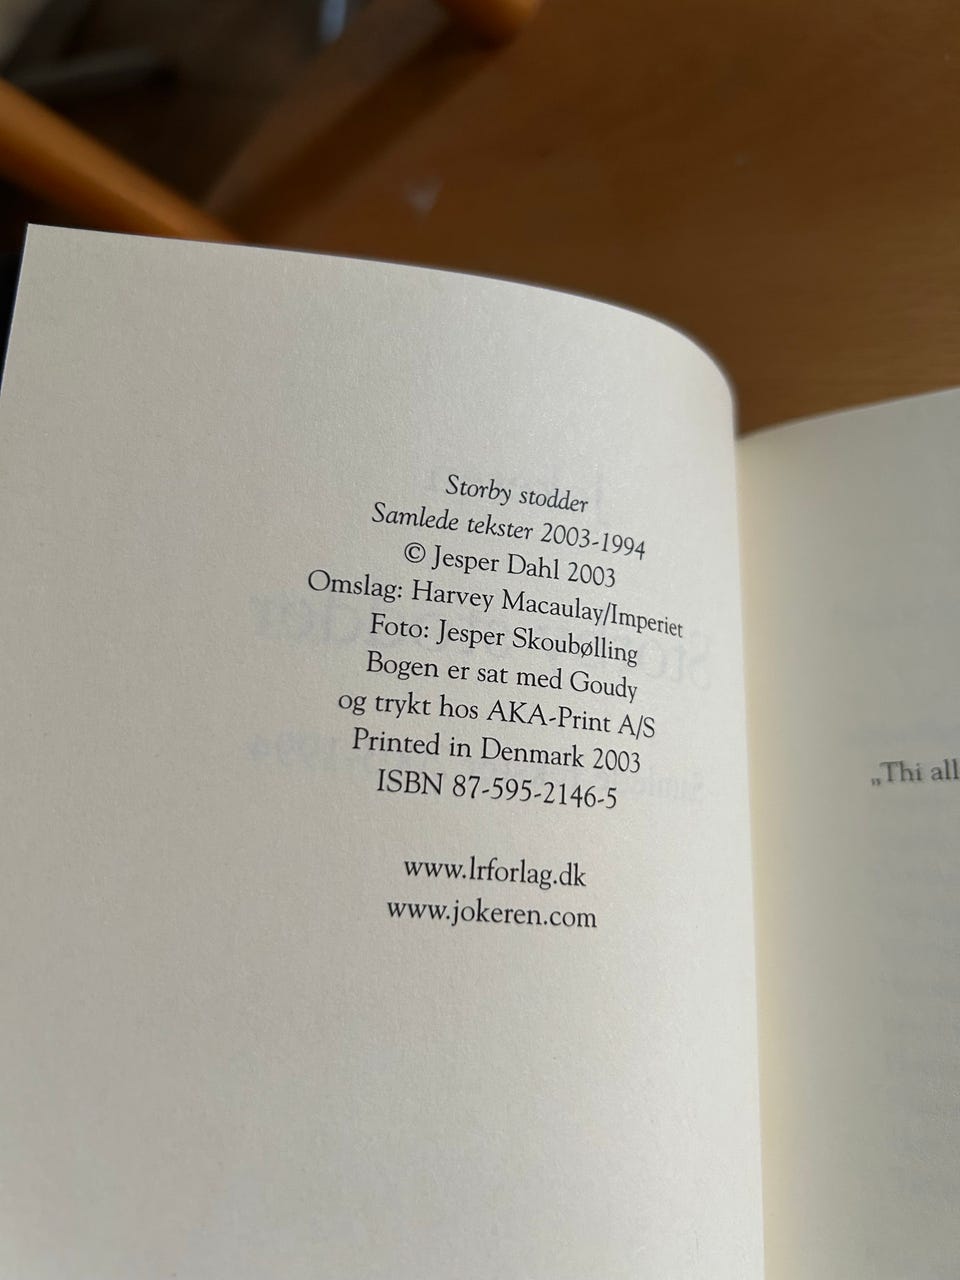 Storby stodder
Samlede tekster 2003-1994
© Jesper Dahl 2003
Omslag: Harvey Macaulay/Imperiet
Foto: Jesper Skoubølling
Bogen er sat med Goudy
og trykt hos AKA-Print A/S
Printed in Denmark 2003
ISBN 87-595-2146-5
www.lrforlag.dk
www.jokeren.com
„Thi all